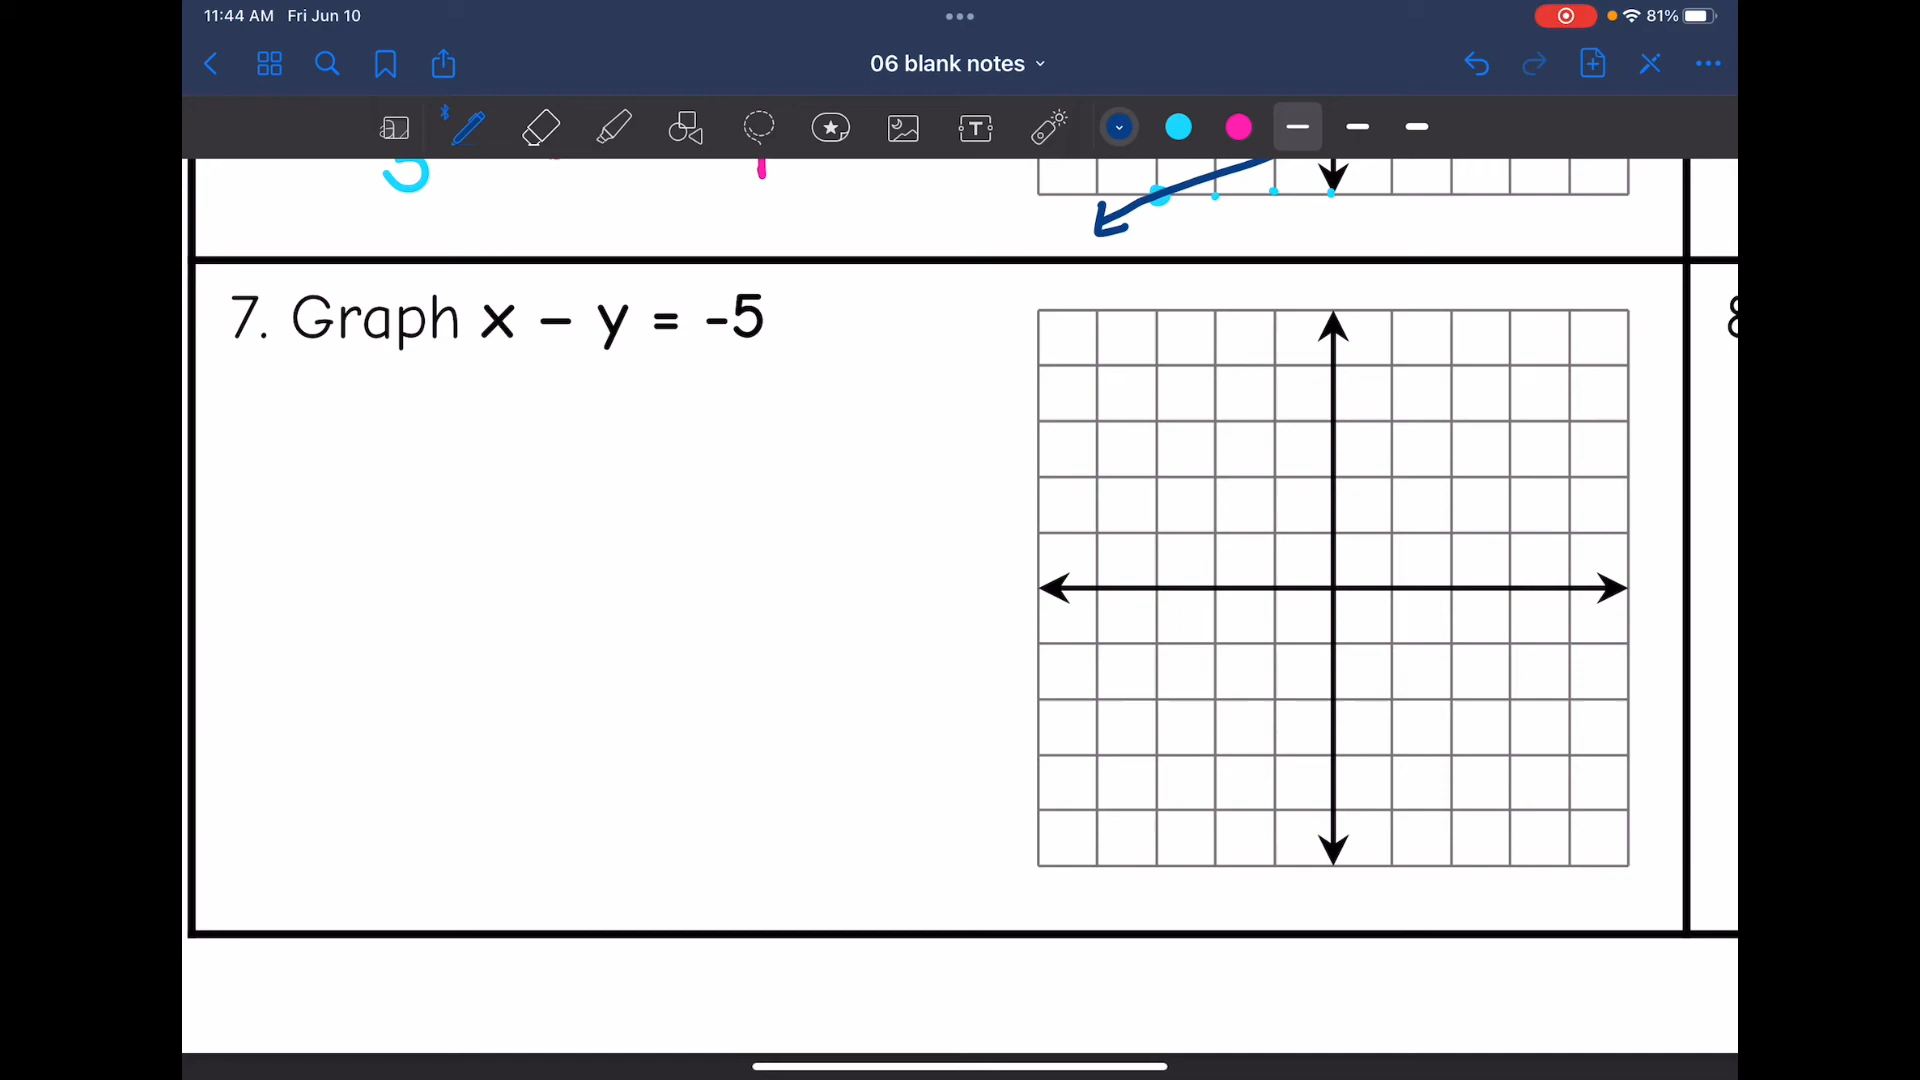 11:44 AM Fri Jun 10
81%
06 blank notes
T
7. Graph x – y = -5